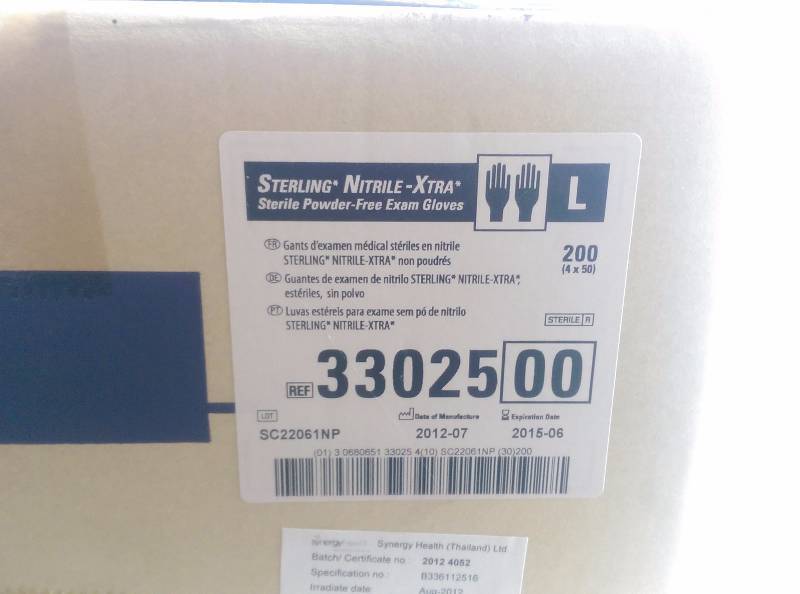 STERLING* NITRILE-XTRA*
Sterile Powder-Free Exam Gloves
L
FR Gants d'examen médical stériles en nitrile
STERLING* NITRILE-XTRA* non poudrés
200
(4 x 50)
DE Guantes de examen de nitrilo STERLING* NITRILE-XTRA*,
estériles, sin polvo
PT Luvas estéreis para exame sem pó de nitrilo
STERLING* NITRILE-XTRA*
STERILE R
REF 33025 00
LOT Date of Manufacture Expiration Date
SC22061NP 2012-07 2015-06
(01) 3 0680651 33025 4(10) SC22061NP (30)200
synergyhealth Synergy Health (Thailand) Ltd
Batch/ Certificate no : 2012 4052
Specification no : B336112516
Irradiate date : Aug-2012